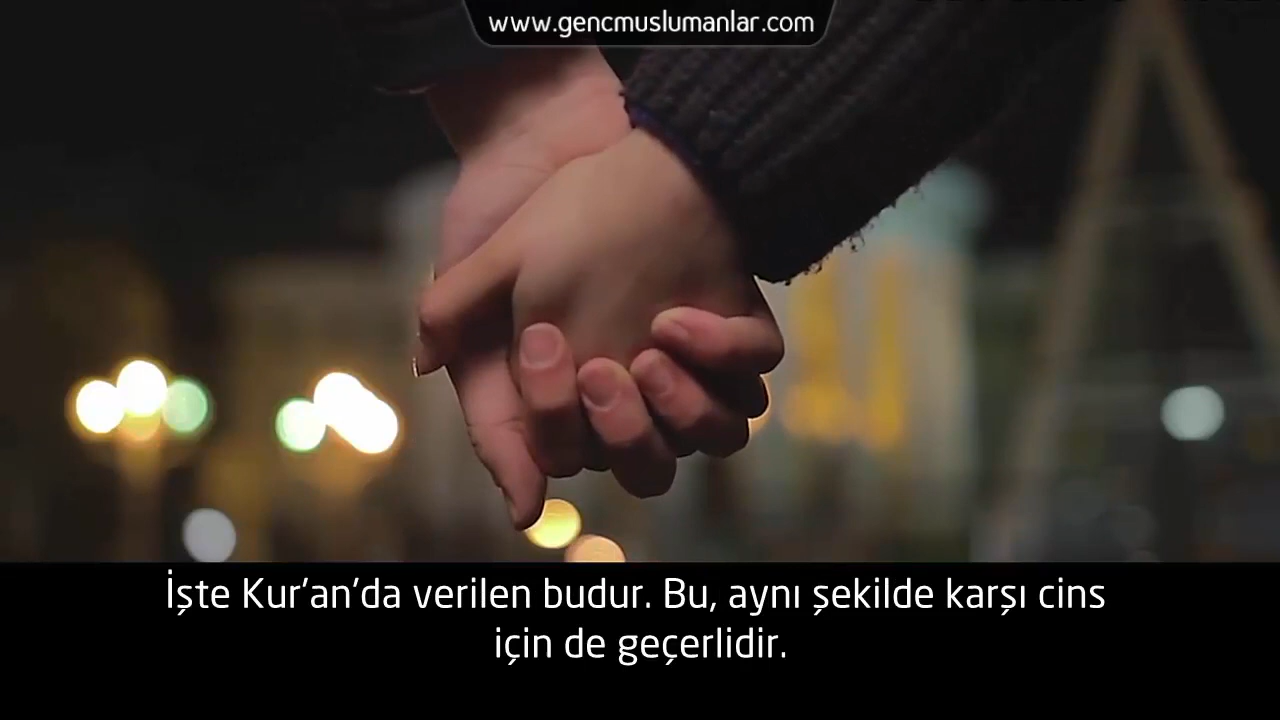 www.gencmuslumanlar.com
İşte Kur'an'da verilen budur. Bu, aynı şekilde karşı cins
için de geçerlidir.